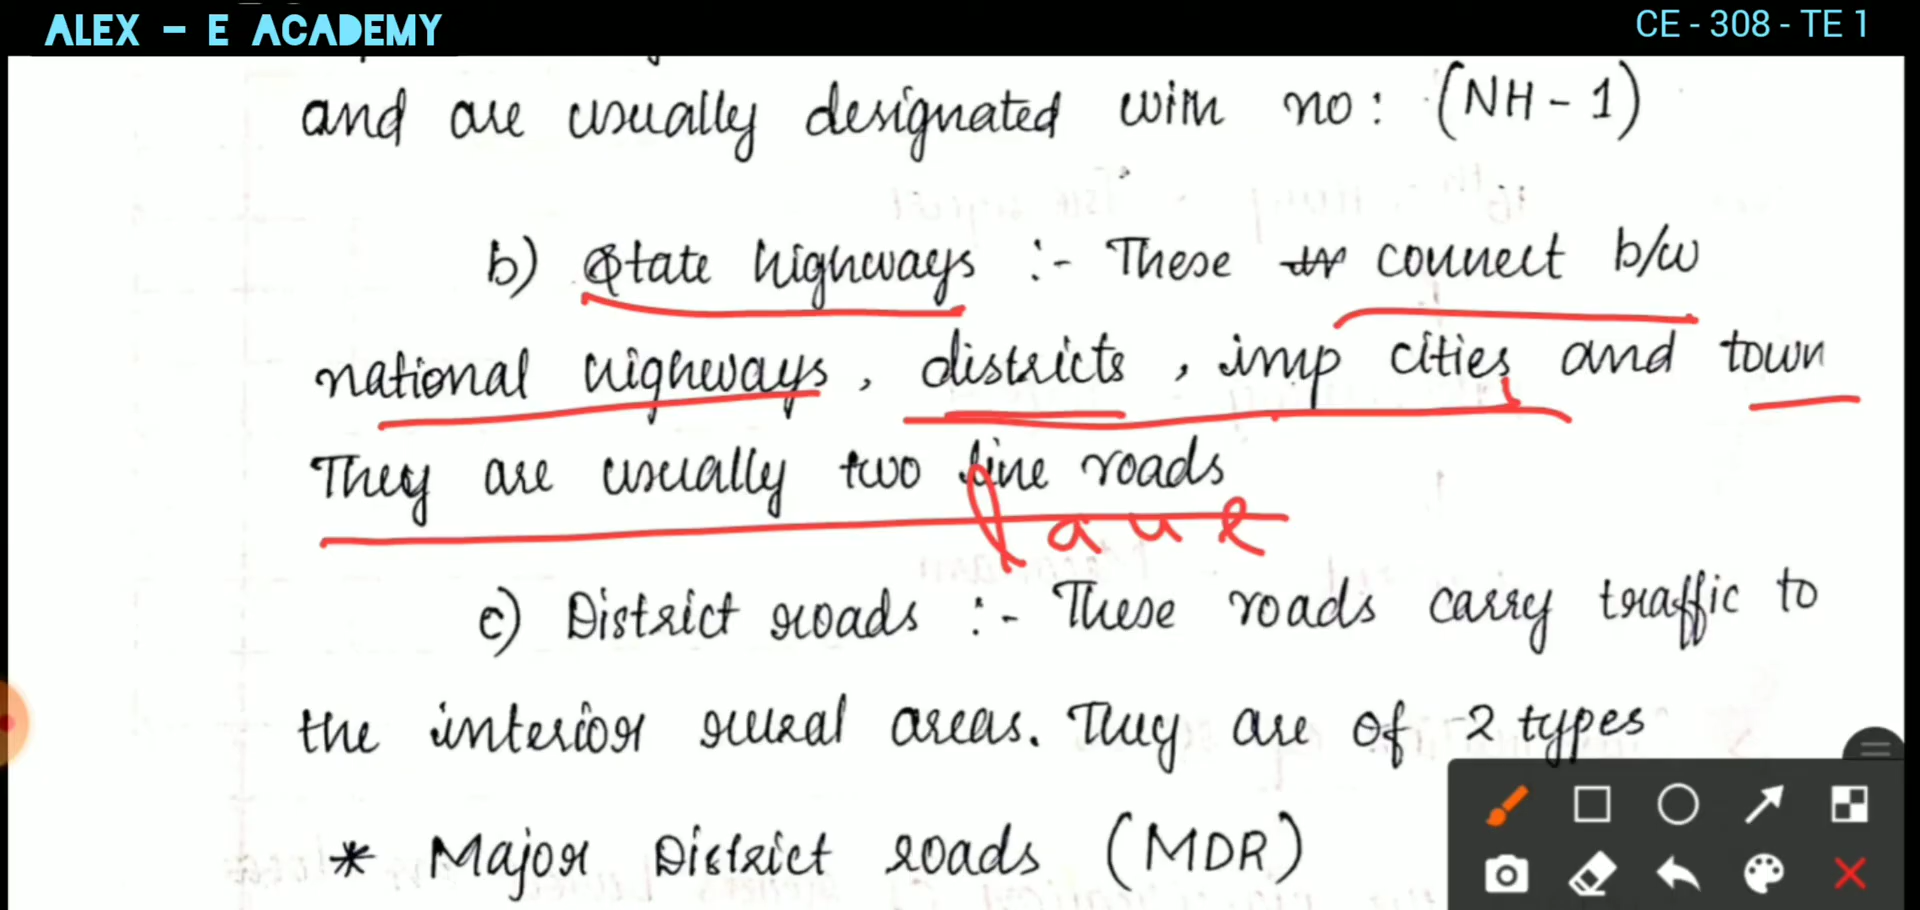 ALEX - E ACADEMY
CE - 308 - TE 1
and are usually designated with no: (NH - 1)
b) State highways :- These connect b/w
national highways, districts, imp cities and town
They are usually two line roads
lane
c) District roads :- These roads carry traffic to
the interior rural areas. They are of 2 types
* Major District roads (MDR)